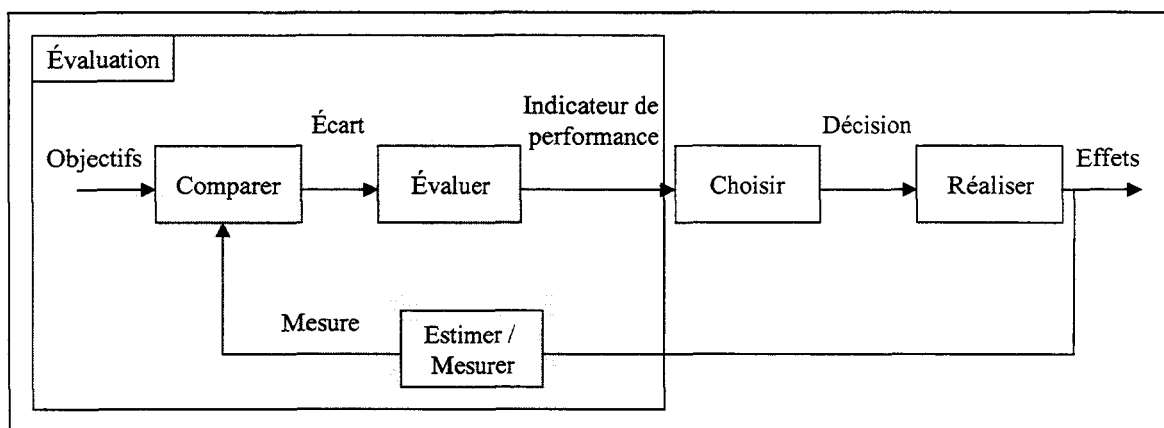 Évaluation
Indicateur de
performance
Écart
Décision
Objectifs
Effets
Comparer
Évaluer
Choisir
Réaliser
Mesure
Estimer /
Mesurer